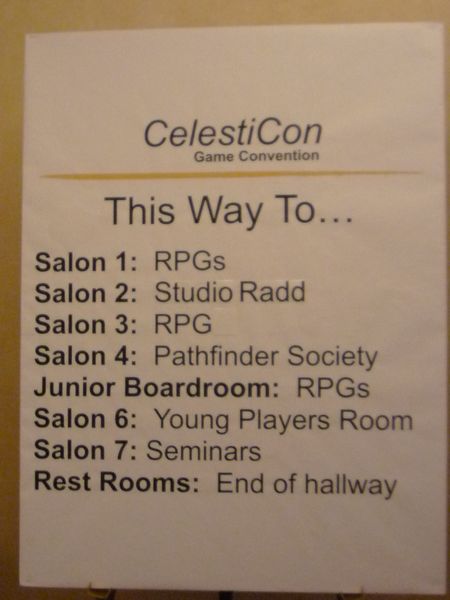 CelestiCon
Game Convention
This Way To...
Salon 1: RPGs
Salon 2: Studio Radd
Salon 3: RPG
Salon 4: Pathfinder Society
Junior Boardroom: RPGs
Salon 6: Young Players Room
Salon 7: Seminars
Rest Rooms: End of hallway